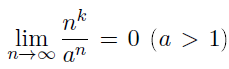 lim_{n→∞} n^k / a^n = 0 (a > 1)